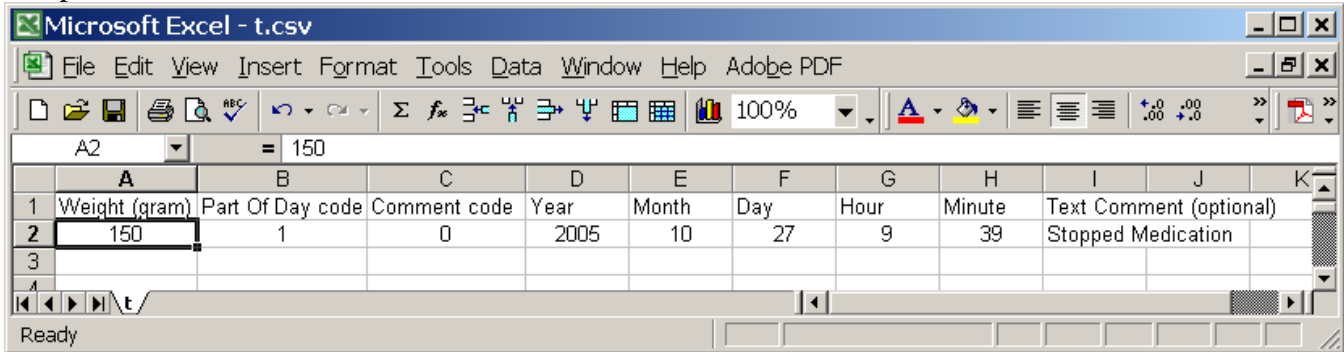 Microsoft Excel - t.csv
File Edit View Insert Format Tools Data Window Help Adobe PDF
100%
A2 = 150
A B C D E F G H I J K
1 Weight (gram) Part Of Day code Comment code Year Month Day Hour Minute Text Comment (optional)
2 150 1 0 2005 10 27 9 39 Stopped Medication
3
t
Ready